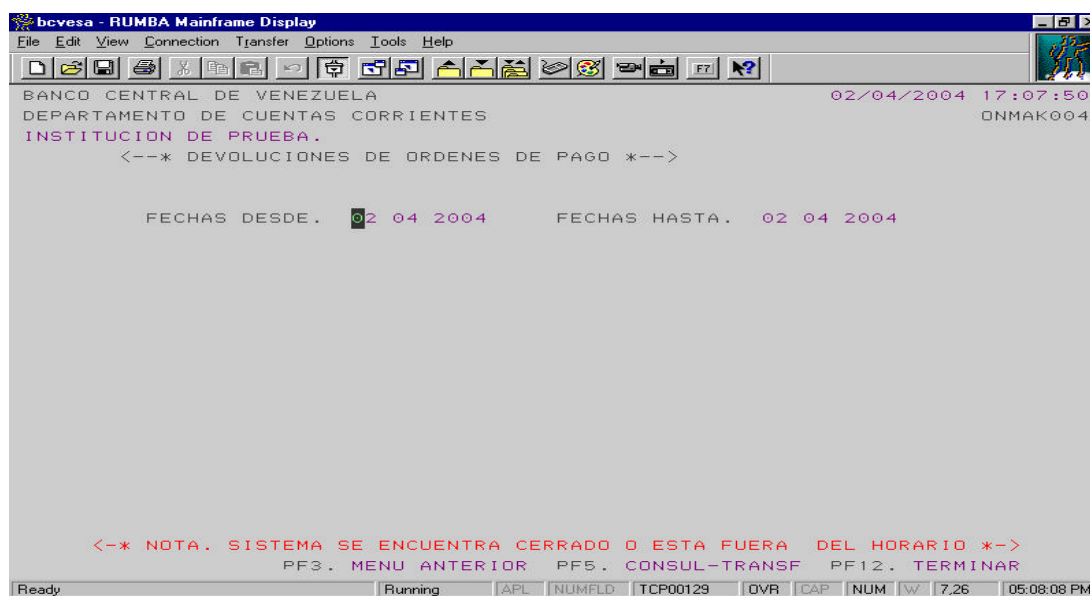 bcvesa - RUMBA Mainframe Display
File Edit View Connection Transfer Options Tools Help
F7
BANCO CENTRAL DE VENEZUELA 02/04/2004 17:07:50
DEPARTAMENTO DE CUENTAS CORRIENTES ONMAK004
INSTITUCION DE PRUEBA.
<--* DEVOLUCIONES DE ORDENES DE PAGO *-->
FECHAS DESDE. 02 04 2004 FECHAS HASTA. 02 04 2004
<-* NOTA. SISTEMA SE ENCUENTRA CERRADO O ESTA FUERA DEL HORARIO *->
PF3. MENU ANTERIOR PF5. CONSUL-TRANSF PF12. TERMINAR
Ready Running APL NUMFLD TCP00129 OVR CAP NUM W 7,26 05:08:08 PM